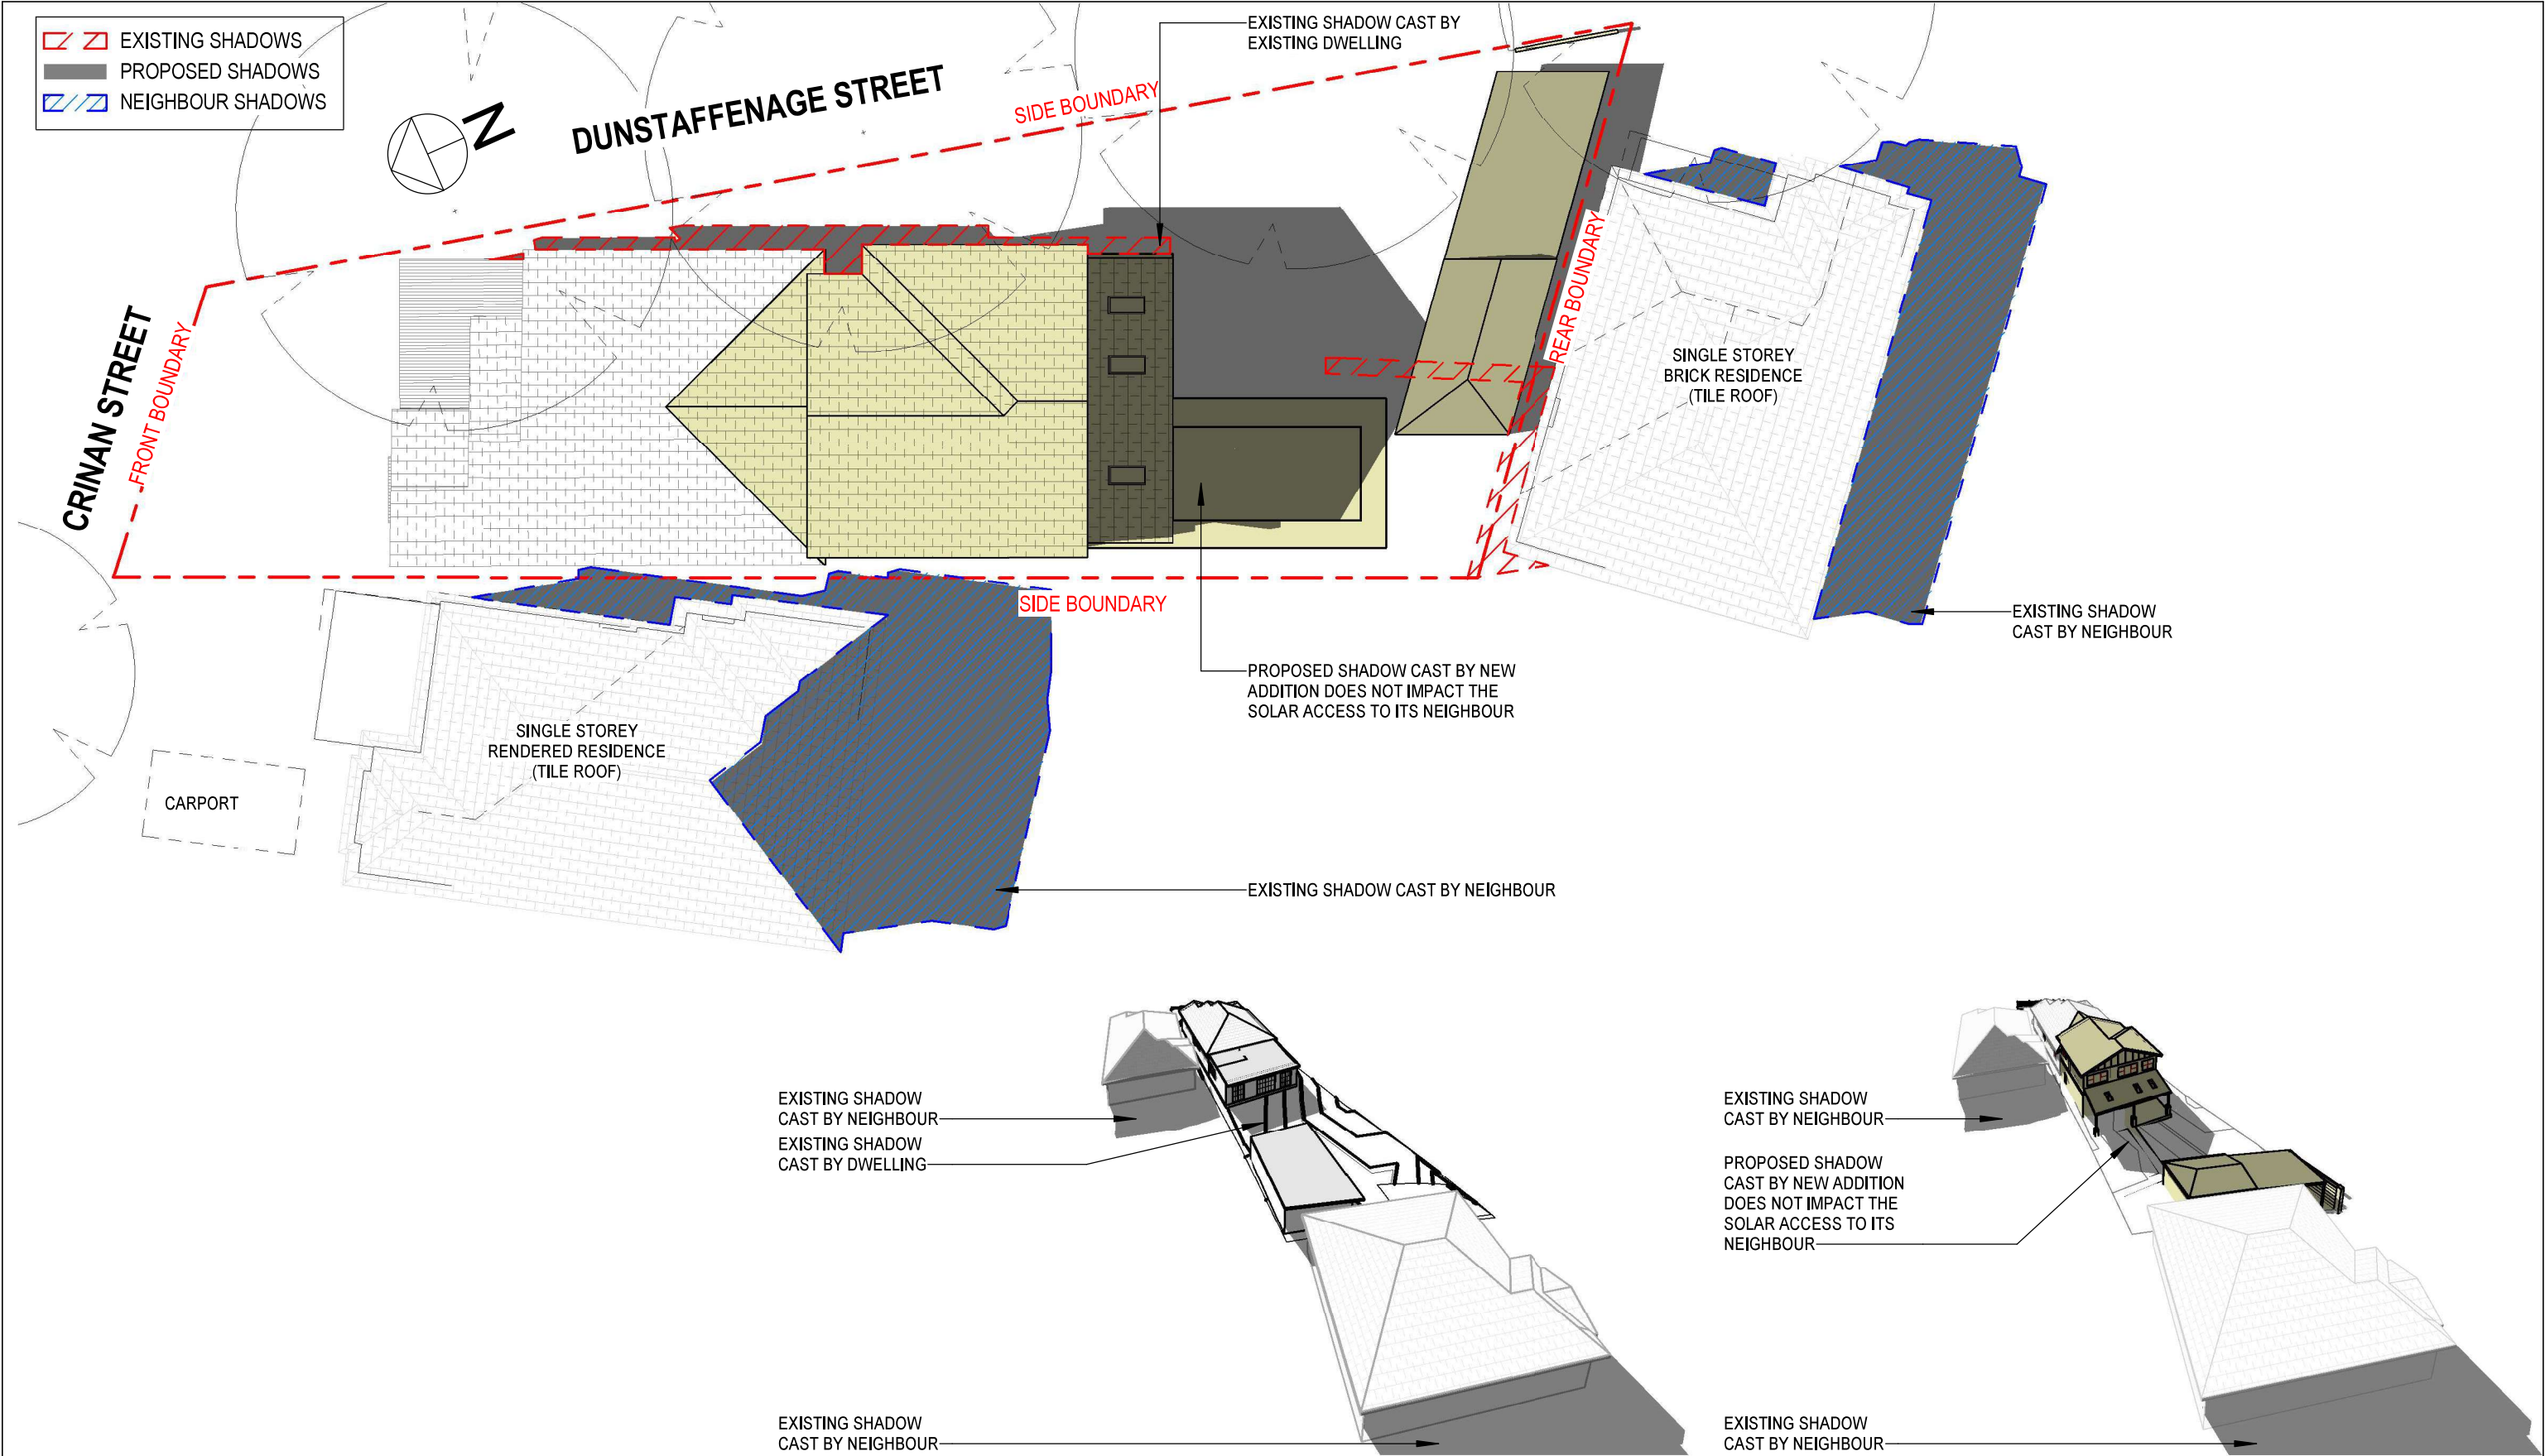 EXISTING SHADOWS
PROPOSED SHADOWS
NEIGHBOUR SHADOWS
N
DUNSTAFFENAGE STREET
SIDE BOUNDARY
EXISTING SHADOW CAST BY
EXISTING DWELLING
CRINAN STREET
FRONT BOUNDARY
REAR BOUNDARY
SINGLE STOREY
BRICK RESIDENCE
(TILE ROOF)
SIDE BOUNDARY
EXISTING SHADOW
CAST BY NEIGHBOUR
PROPOSED SHADOW CAST BY NEW
ADDITION DOES NOT IMPACT THE
SOLAR ACCESS TO ITS NEIGHBOUR
SINGLE STOREY
RENDERED RESIDENCE
(TILE ROOF)
CARPORT
EXISTING SHADOW CAST BY NEIGHBOUR
EXISTING SHADOW
CAST BY NEIGHBOUR
EXISTING SHADOW
CAST BY DWELLING
EXISTING SHADOW
CAST BY NEIGHBOUR
EXISTING SHADOW
CAST BY NEIGHBOUR
PROPOSED SHADOW
CAST BY NEW ADDITION
DOES NOT IMPACT THE
SOLAR ACCESS TO ITS
NEIGHBOUR
EXISTING SHADOW
CAST BY NEIGHBOUR